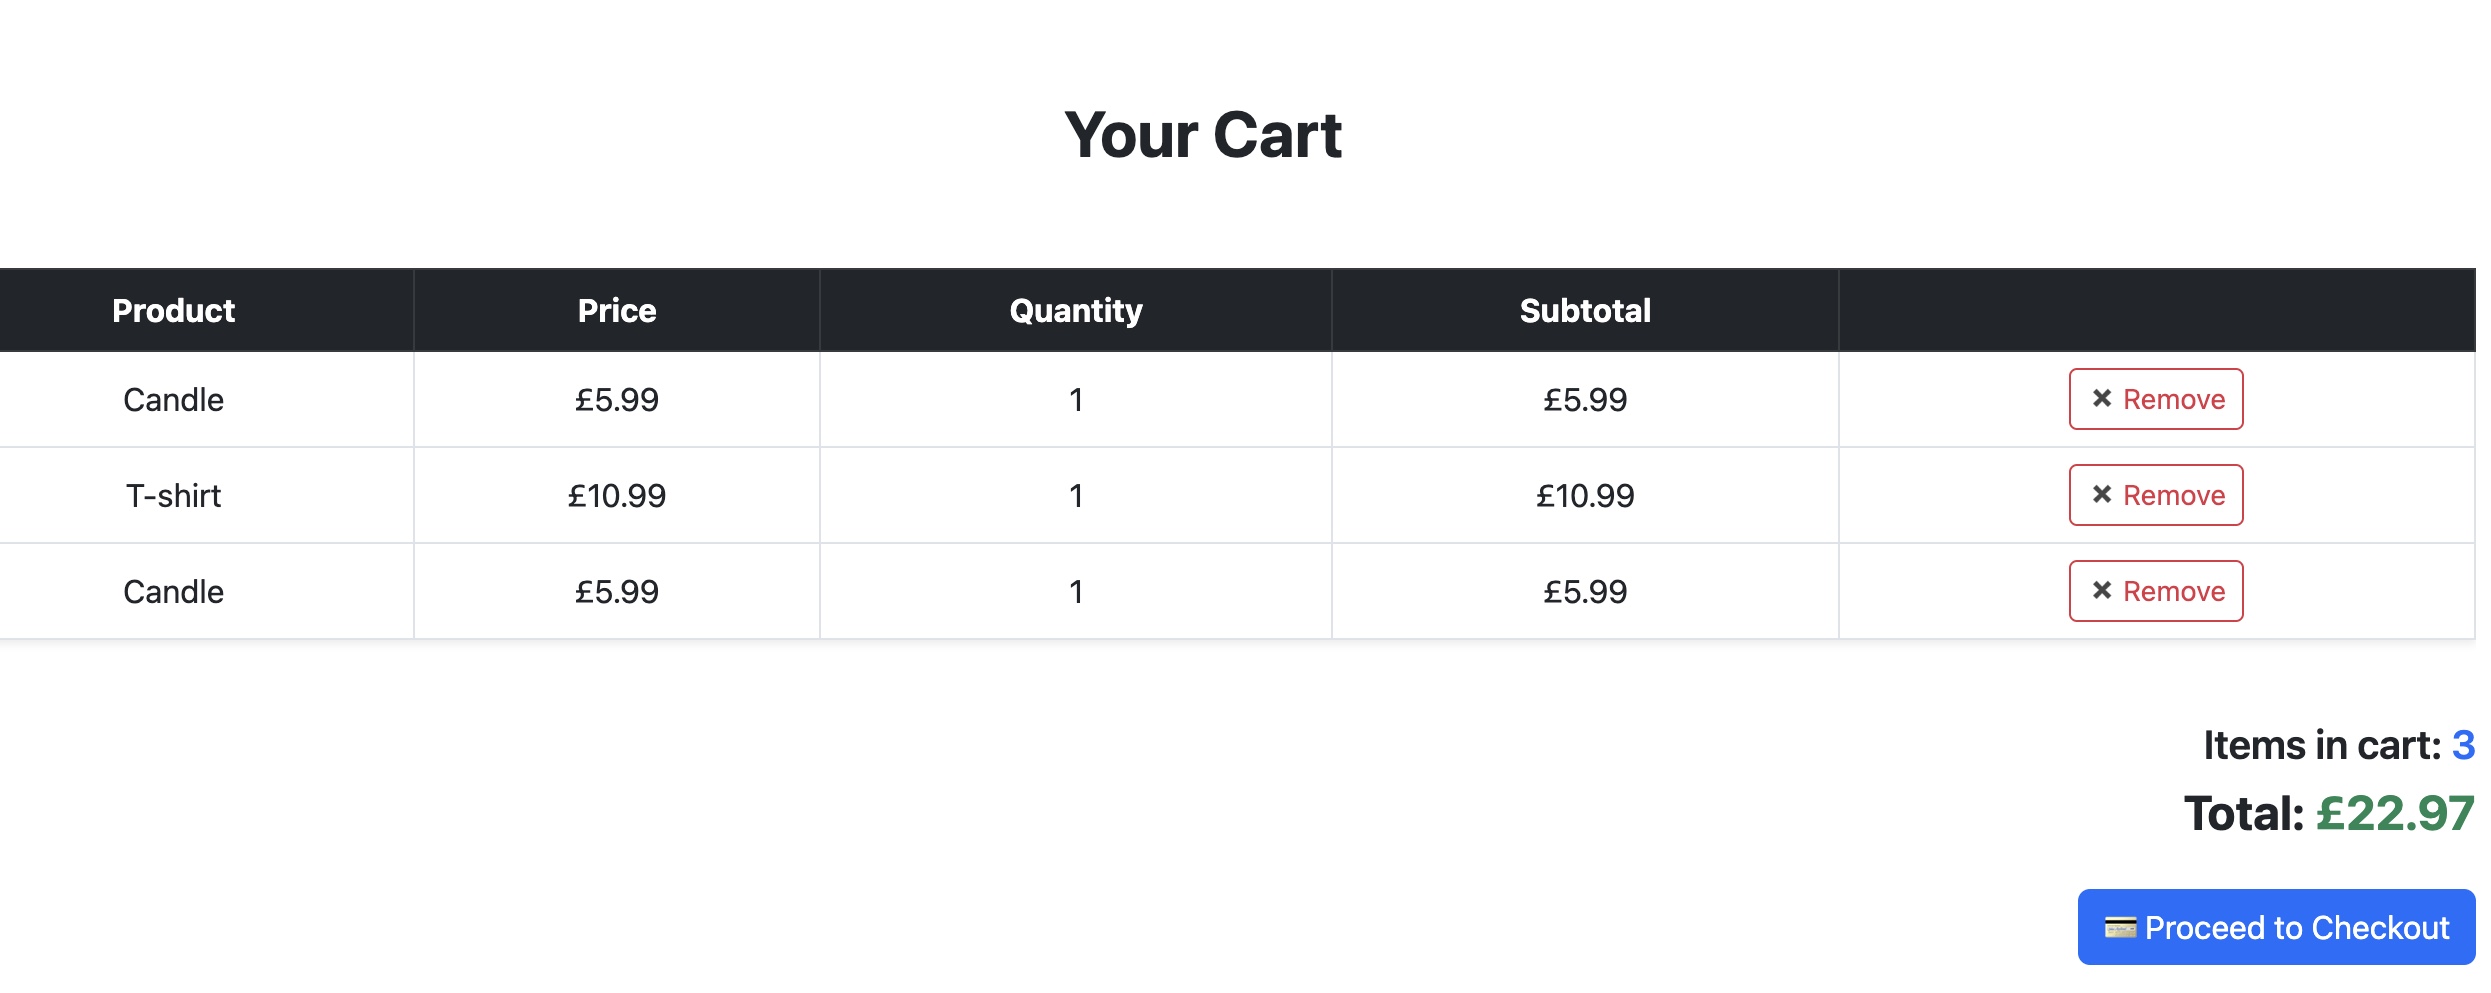 Your Cart
Product Price Quantity Subtotal
Candle £5.99 1 £5.99 ✖ Remove
T-shirt £10.99 1 £10.99 ✖ Remove
Candle £5.99 1 £5.99 ✖ Remove
Items in cart: 3
Total: £22.97
💳 Proceed to Checkout